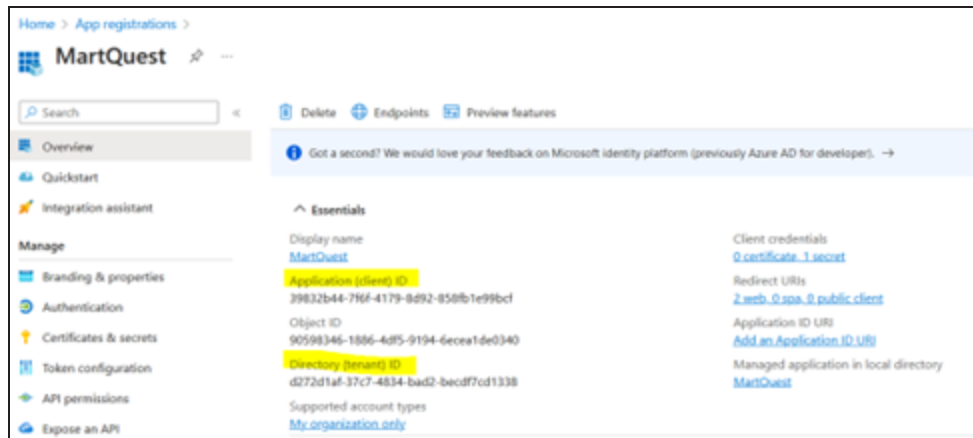 Home > App registrations >
MartQuest
Search
Delete Endpoints Preview features
Got a second? We would love your feedback on Microsoft identity platform (previously Azure AD for developer). →
Overview
Quickstart
Integration assistant
Manage
Branding & properties
Authentication
Certificates & secrets
Token configuration
API permissions
Expose an API
Essentials
Display name
MartQuest
Application (client) ID
39832b44-7f6f-4179-8d92-858fb1e99bcf
Object ID
90598346-1886-4df5-9194-6ecea1de0340
Directory (tenant) ID
d272d1af-37c7-4834-bad2-becdf7cd1338
Supported account types
My organization only
Client credentials
0 certificate, 1 secret
Redirect URIs
2 web, 0 spa, 0 public client
Application ID URI
Add an Application ID URI
Managed application in local directory
MartQuest